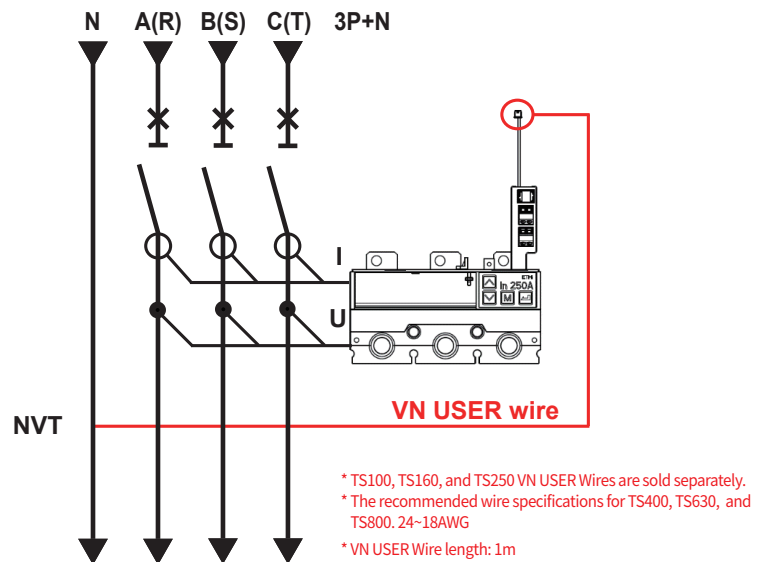 N A(R) B(S) C(T) 3P+N
I
ETM
In 250A
M
U
VN USER wire
NVT
* TS100, TS160, and TS250 VN USER Wires are sold separately.
* The recommended wire specifications for TS400, TS630, and
TS800. 24~18AWG
* VN USER Wire length: 1m